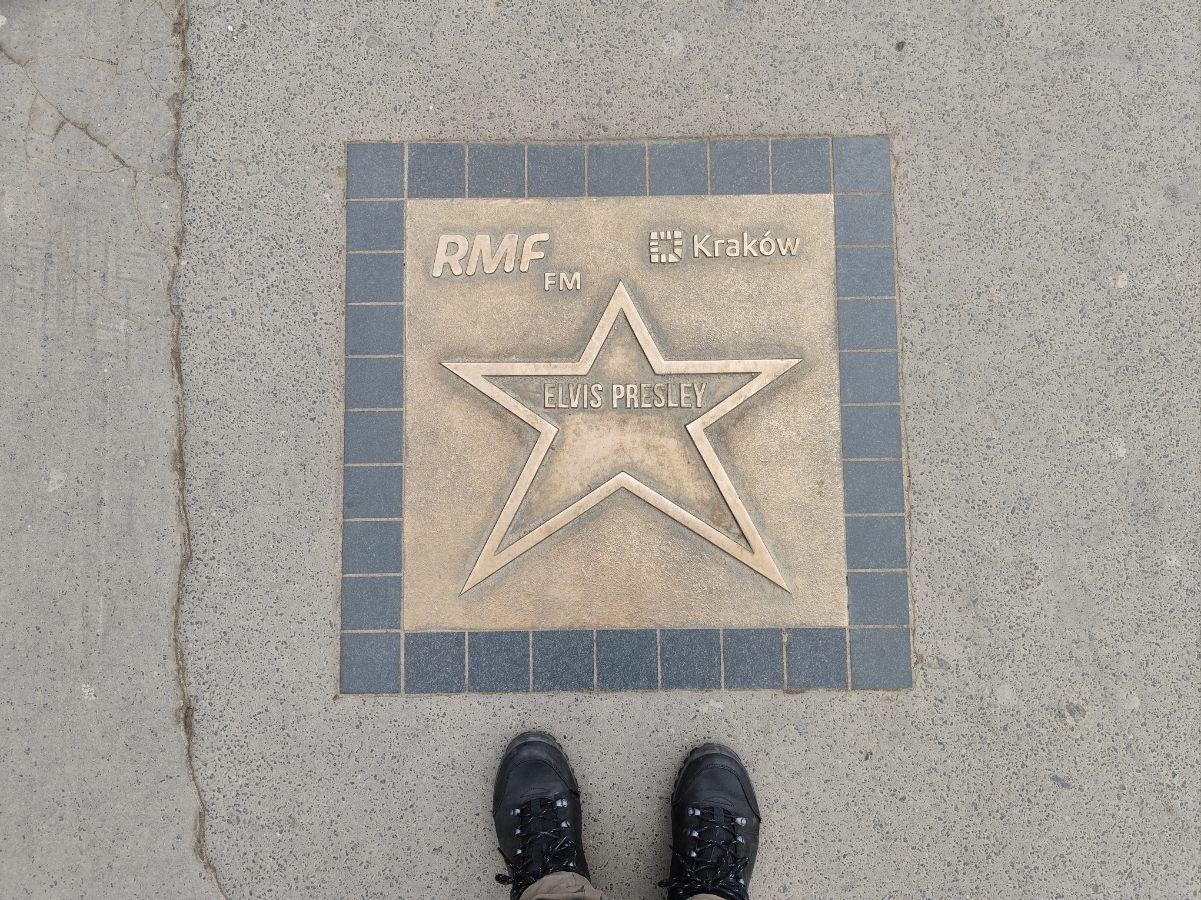 RMF FM
Kraków
ELVIS PRESLEY